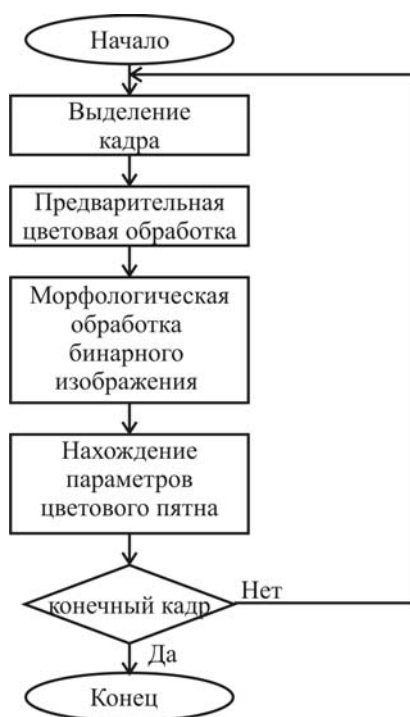 Начало
Выделение
кадра
Предварительная
цветовая обработка
Морфологическая
обработка
бинарного
изображения
Нахождение
параметров
цветового пятна
конечный кадр
Нет
Да
Конец